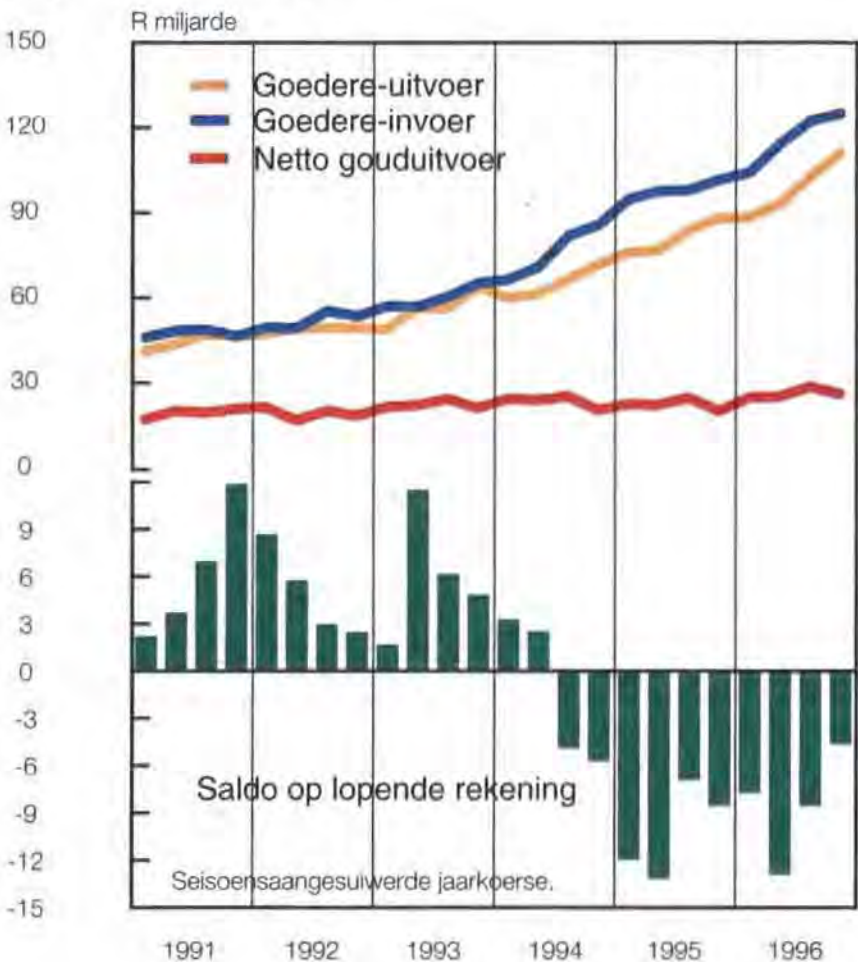 R miljarde
150
120
90
60
30
0
Goedere-uitvoer
Goedere-invoer
Netto gouduitvoer
9
6
3
0
-3
-6
-9
-12
-15
Saldo op lopende rekening
Seisoensaangesuiwerde jaarkoerse.
1991 1992 1993 1994 1995 1996